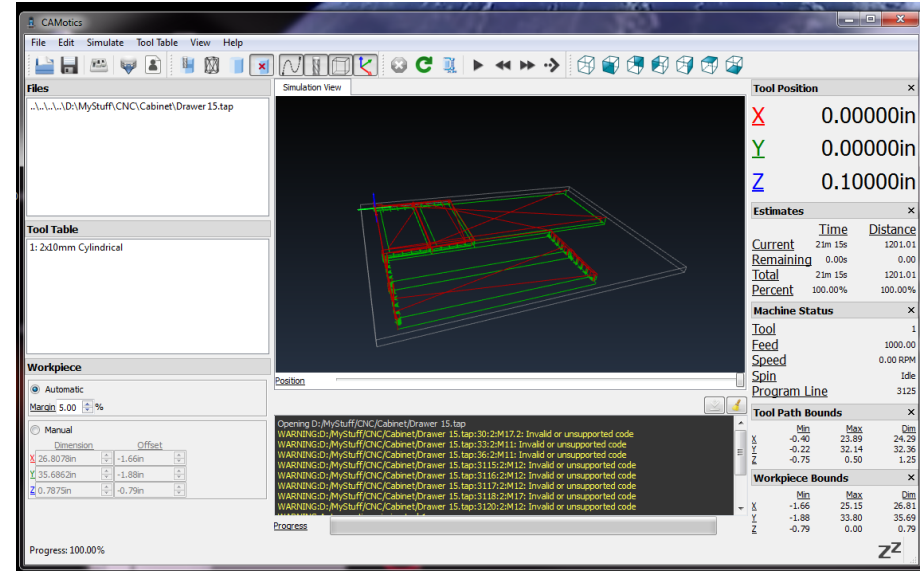 CAMotics
File Edit Simulate Tool Table View Help
Files
..\..\..\..\D:\MyStuff\CNC\Cabinet\Drawer 15.tap
Tool Table
1: 2x10mm Cylindrical
Workpiece
Automatic
Margin 5.00 %
Manual
Dimension Offset
X 26.8078in -1.66in
Y 35.6862in -1.88in
Z 0.7875in -0.79in
Progress: 100.00%
Simulation View
Position
Opening D:/MyStuff/CNC/Cabinet/Drawer 15.tap
WARNING:D:/MyStuff/CNC/Cabinet/Drawer 15.tap:30:2:M17.2: Invalid or unsupported code
WARNING:D:/MyStuff/CNC/Cabinet/Drawer 15.tap:33:2:M11: Invalid or unsupported code
WARNING:D:/MyStuff/CNC/Cabinet/Drawer 15.tap:36:2:M11: Invalid or unsupported code
WARNING:D:/MyStuff/CNC/Cabinet/Drawer 15.tap:3115:2:M12: Invalid or unsupported code
WARNING:D:/MyStuff/CNC/Cabinet/Drawer 15.tap:3116:2:M12: Invalid or unsupported code
WARNING:D:/MyStuff/CNC/Cabinet/Drawer 15.tap:3117:2:M12: Invalid or unsupported code
WARNING:D:/MyStuff/CNC/Cabinet/Drawer 15.tap:3118:2:M17: Invalid or unsupported code
WARNING:D:/MyStuff/CNC/Cabinet/Drawer 15.tap:3120:2:M12: Invalid or unsupported code
Progress
Tool Position
X 0.00000in
Y 0.00000in
Z 0.10000in
Estimates
Time Distance
Current 21m 15s 1201.01
Remaining 0.00s 0.00
Total 21m 15s 1201.01
Percent 100.00% 100.00%
Machine Status
Tool 1
Feed 1000.00
Speed 0.00 RPM
Spin Idle
Program Line 3125
Tool Path Bounds
Min Max Dim
X -0.40 23.89 24.29
Y -0.22 32.14 32.36
Z -0.75 0.50 1.25
Workpiece Bounds
Min Max Dim
X -1.66 25.15 26.81
Y -1.88 33.80 35.69
Z -0.79 0.00 0.79
zZ